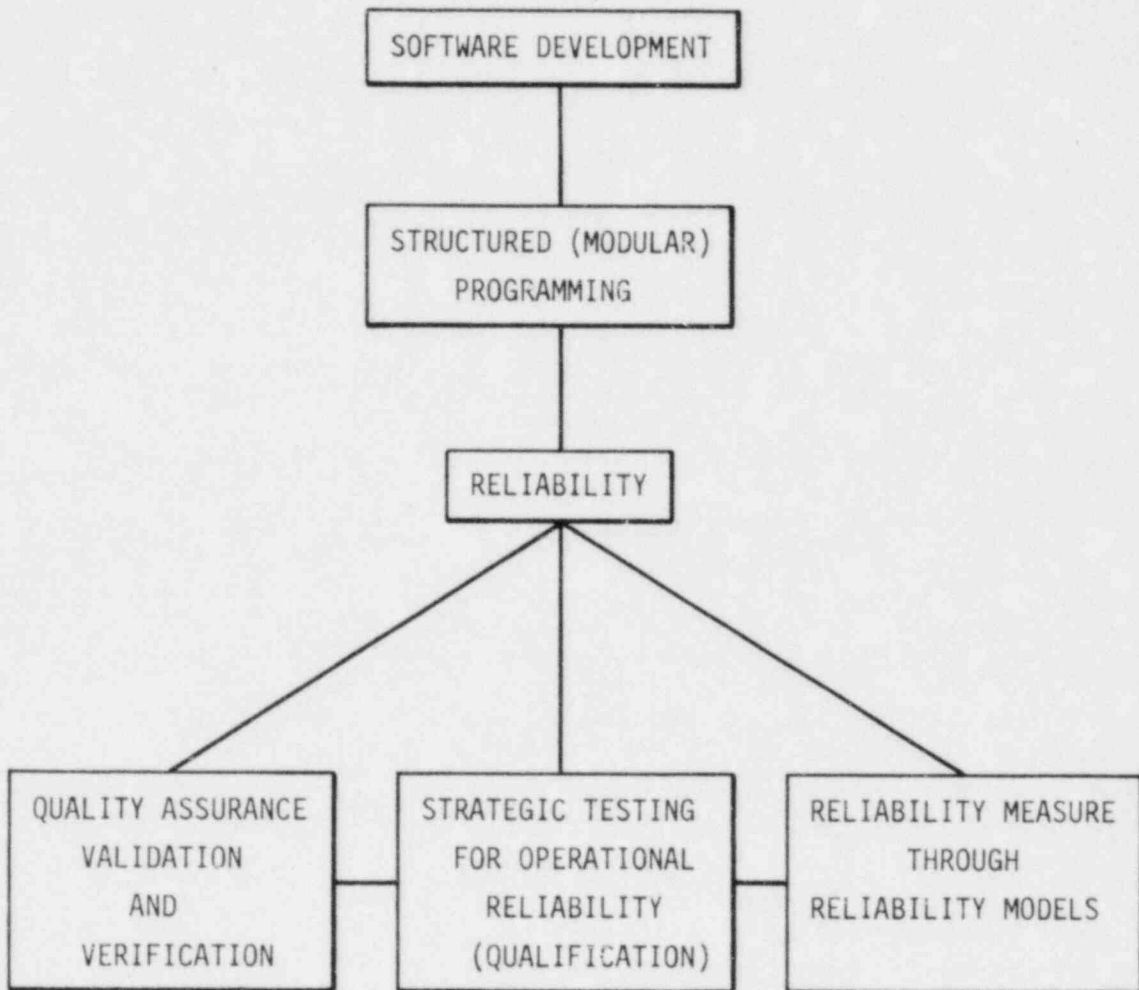 SOFTWARE DEVELOPMENT
STRUCTURED (MODULAR)
PROGRAMMING
RELIABILITY
QUALITY ASSURANCE
VALIDATION
AND
VERIFICATION
STRATEGIC TESTING
FOR OPERATIONAL
RELIABILITY
(QUALIFICATION)
RELIABILITY MEASURE
THROUGH
RELIABILITY MODELS